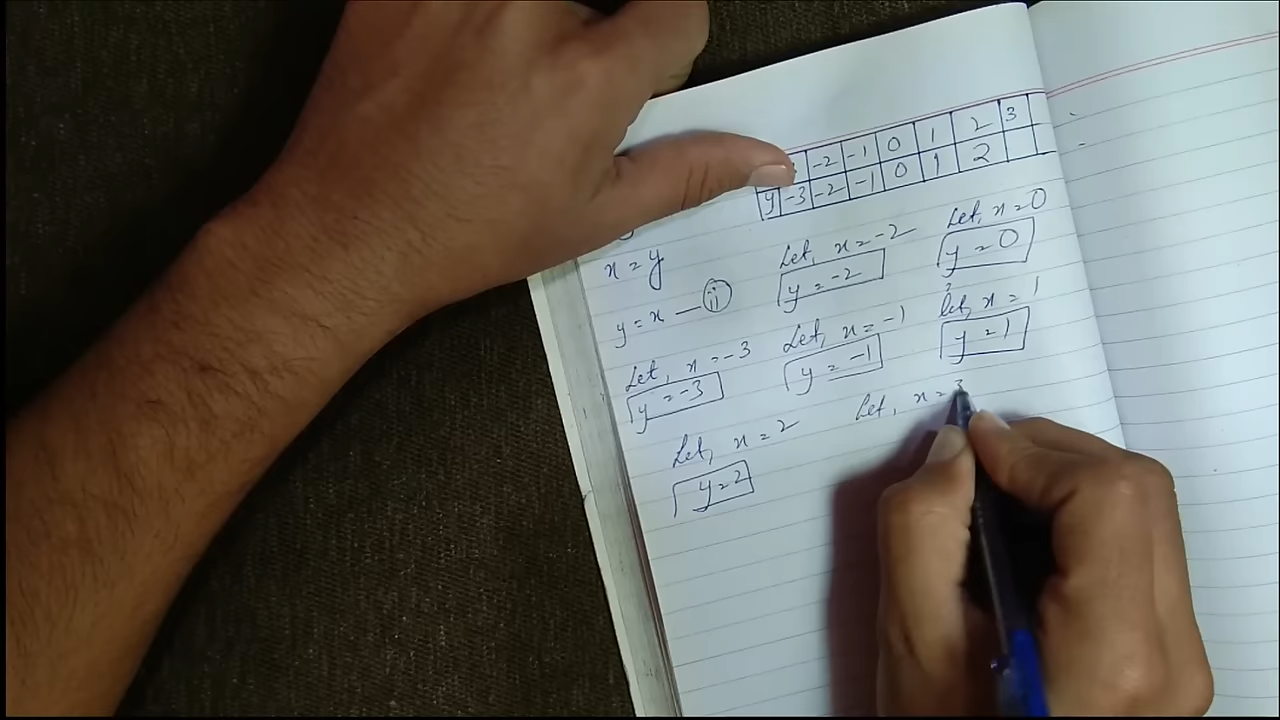 -2 -1 0 1 2 3
y -3 -2 -1 0 1 2
x = y
y = x — (ii)
Let, x = -3
y = -3
Let, x = -2
y = -2
Let, x = -1
y = -1
Let, x = 0
y = 0
Let, x = 1
y = 1
Let, x = 2
y = 2
Let, x = 3